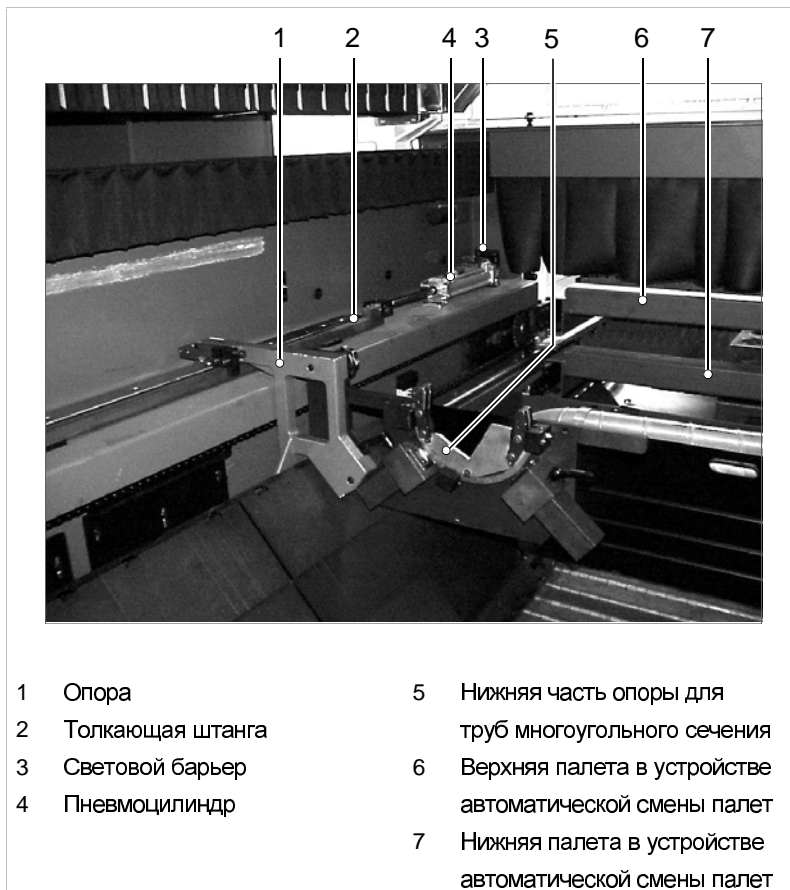 1 2 4 3 5 6 7
1 Опора
2 Толкающая штанга
3 Световой барьер
4 Пневмоцилиндр
5 Нижняя часть опоры для
труб многоугольного сечения
6 Верхняя палета в устройстве
автоматической смены палет
7 Нижняя палета в устройстве
автоматической смены палет